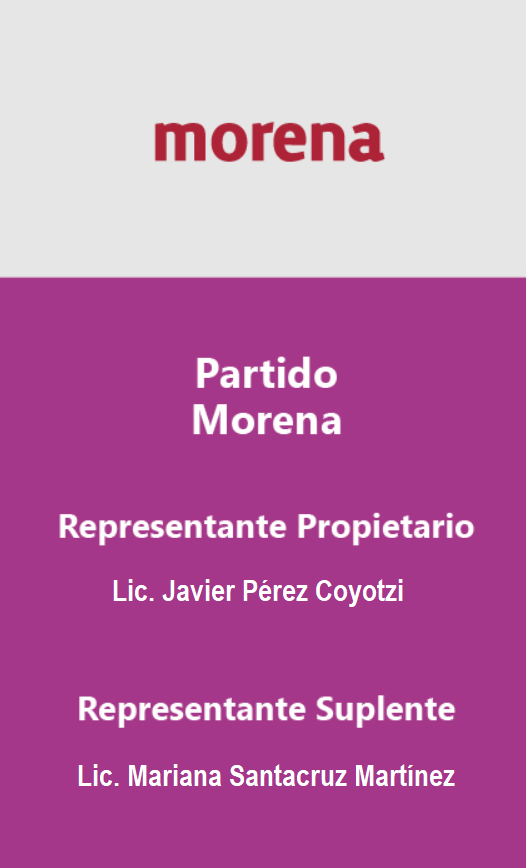 morena
Partido
Morena
Representante Propietario
Lic. Javier Pérez Coyotzi
Representante Suplente
Lic. Mariana Santacruz Martínez